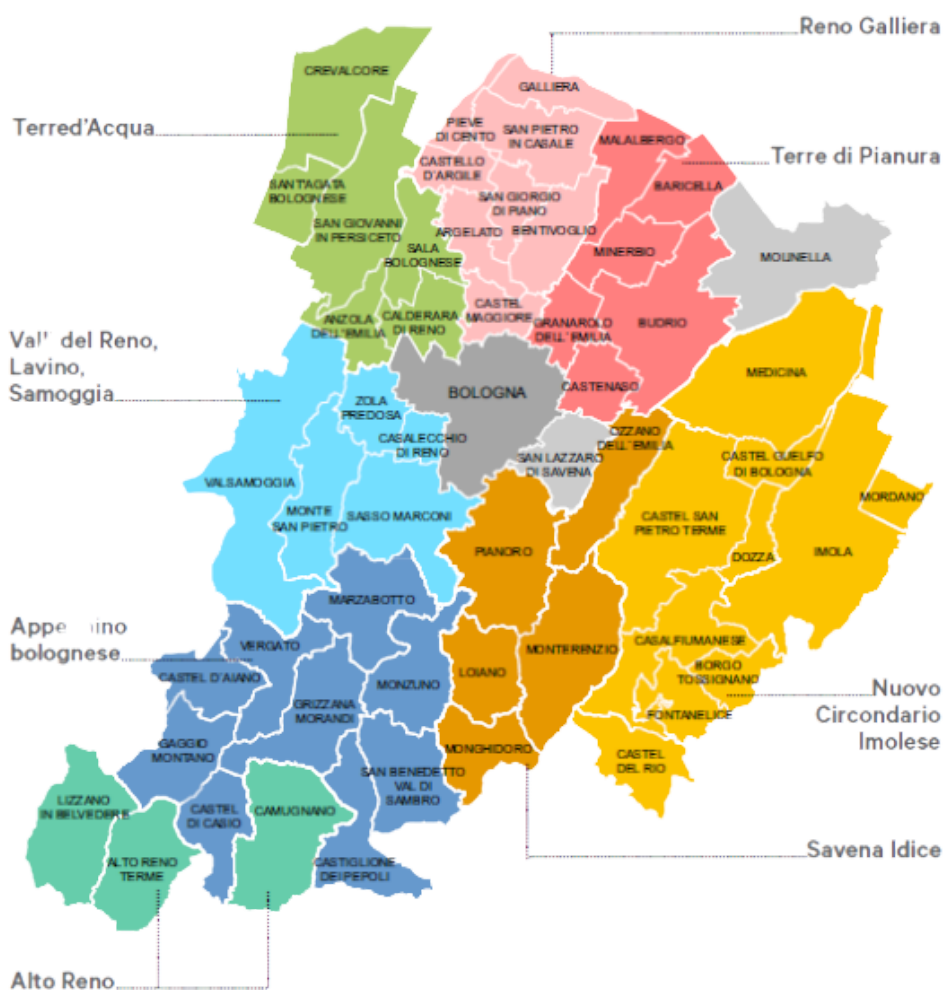 Reno Galliera
CREVALCORE
GALLIERA
Terred'Acqua
PIEVE
DI CENTO
SAN PIETRO
IN CASALE
MALALBERGO
Terre di Pianura
CASTELLO
D'ARGILE
SANT'AGATA
BOLOGNESE
BARICELLA
SAN GIORGIO
DI PIANO
SAN GIOVANNI
IN PERSICETO
ARGELATO
BENTIVOGLIO
SALA
BOLOGNESE
MINERBIO
MOLINELLA
CASTEL
MAGGIORE
ANZOLA
DELL'EMILIA
CALDERARA
DI RENO
GRANAROLO
DELL'EMILIA
BUDRIO
Val' del Reno,
Lavino,
Samoggia
MEDICINA
CASTENASO
BOLOGNA
ZOLA
PREDOSA
CASALECCHIO
DI RENO
OZZANO
DELL'EMILIA
SAN LAZZARO
DI SAVENA
CASTEL GUELFO
DI BOLOGNA
VALSAMOGGIA
MORDANO
MONTE
SAN PIETRO
SASSO MARCONI
CASTEL SAN
PIETRO TERME
PIANORO
DOZZA
IMOLA
MARZABOTTO
Appe ino
bolognese
VERGATO
CASALFIUMANESE
MONTERENZIO
CASTEL D'AIANO
LOIANO
MONZUNO
BORGO
TOSSIGNANO
Nuovo
Circondario
Imolese
GRIZZANA
MORANDI
FONTANELICE
GAGGIO
MONTANO
MONGHIDORO
CASTEL
DEL RIO
SAN BENEDETTO
VAL DI
SAMBRO
LIZZANO
IN BELVEDERE
CASTEL
DI CASIO
CAMUGNANO
Savena Idice
ALTO RENO
TERME
CASTIGLIONE
DEI PEPOLI
Alto Reno